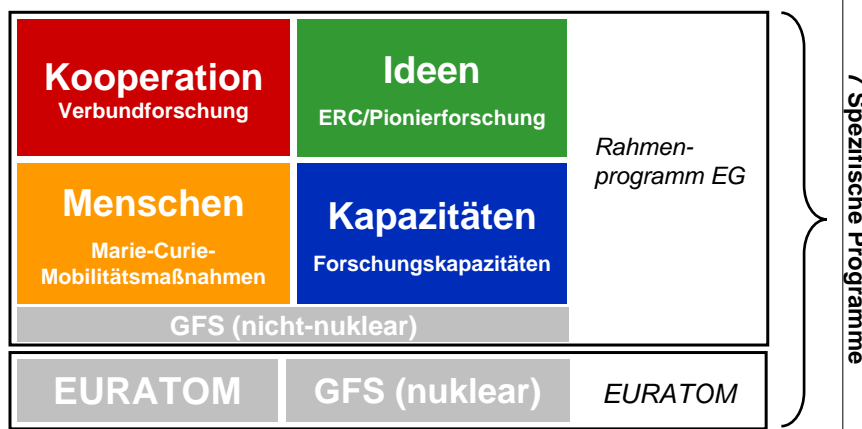 Kooperation
Verbundforschung
Ideen
ERC/Pionierforschung
Menschen
Marie-Curie-
Mobilitätsmaßnahmen
Kapazitäten
Forschungskapazitäten
Rahmen-
programm EG
GFS (nicht-nuklear)
EURATOM
GFS (nuklear)
EURATOM
7 Spezifische Programme